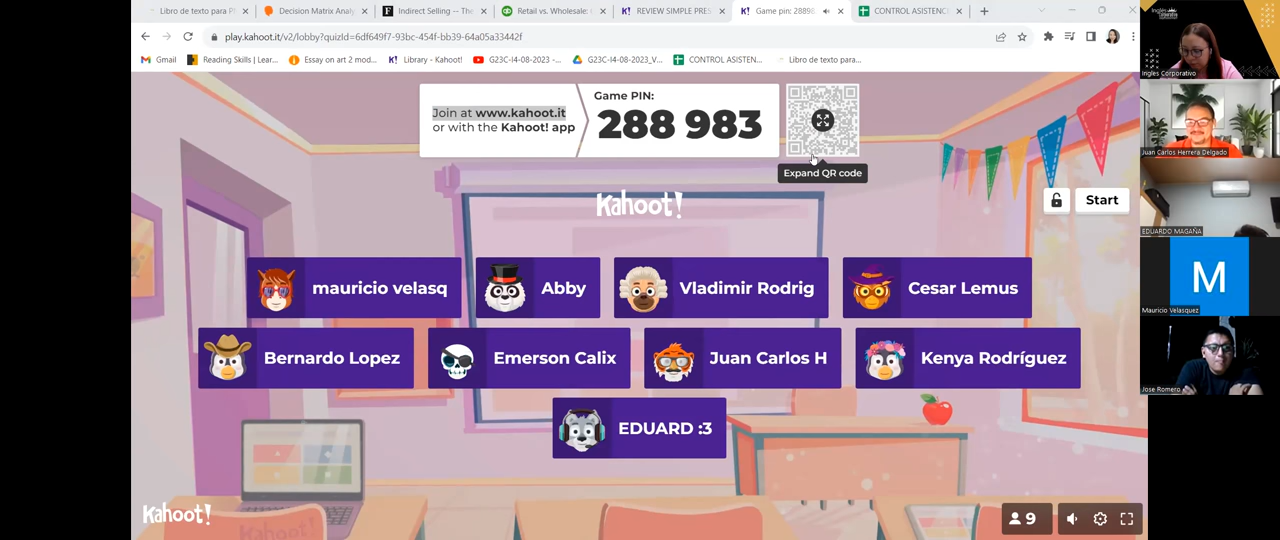 Libro de texto para P
Decision Matrix Anal
Indirect Selling -- The
Retail vs. Wholesale:
K! REVIEW SIMPLE PRES
K! Game pin: 28898
CONTROL ASISTENC
play.kahoot.it/v2/lobby?quizId=6df649f7-93bc-454f-bb39-64a05a33442f
Gmail
Reading Skills | Lear...
Essay on art 2 mod...
K! Library - Kahoot!
G23C-I4-08-2023 -...
G23C-I4-08-2023_V...
CONTROL ASISTEN...
Libro de texto para...
Join at www.kahoot.it
or with the Kahoot! app
Game PIN:
288 983
Expand QR code
Kahoot!
Start
mauricio velasq
Abby
Vladimir Rodrig
Cesar Lemus
Bernardo Lopez
Emerson Calix
Juan Carlos H
Kenya Rodríguez
EDUARD :3
Kahoot!
9
Inglés
Corporativo
Ingles Corporativo
Juan Carlos Herrera Delgado
EDUARDO MAGAÑA
M
Mauricio Velasquez
Jose Romero